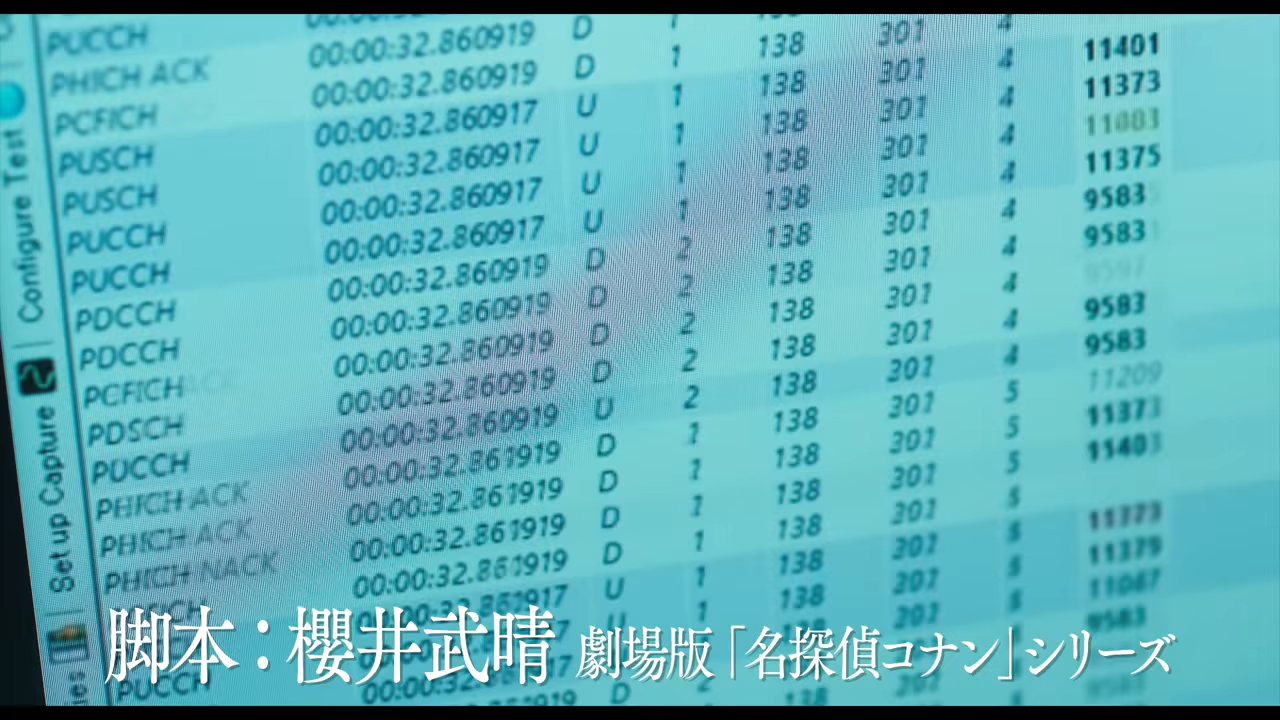 PUCCH
PHICH ACK 00:00:32.860919 D 1 138
PCFICH 00:00:32.860919 D 1 138 301 4
PUSCH 00:00:32.860917 U 1 138 301 4 11401
PUSCH 00:00:32.860917 U 1 138 301 4 11373
PUCCH 00:00:32.860917 U 1 138 301 4
PUCCH 00:00:32.860917 U 1 138 301 4 11375
PDCCH 00:00:32.860919 D 2 138 301 4 9583
PDCCH 00:00:32.860919 D 2 138 301 4 9583
PCFICH 00:00:32.860919 D 2 138 301 4
PDSCH 00:00:32.860919 D 2 138 301 4 9583
PUCCH 00:00:32.860919 U 2 138 301 4 9583
PHICH ACK 00:00:32.861919 D 1 138 301 5 11209
PHICH ACK 00:00:32.861919 D 1 138 301 5 11373
PHICH NACK 00:00:32.861919 D 1 138 301 5 11403
D 1 138 301 5
U 1 138 301
PUCCH
Configure Test
Set up Capture
脚本：櫻井武晴 劇場版「名探偵コナン」シリーズ